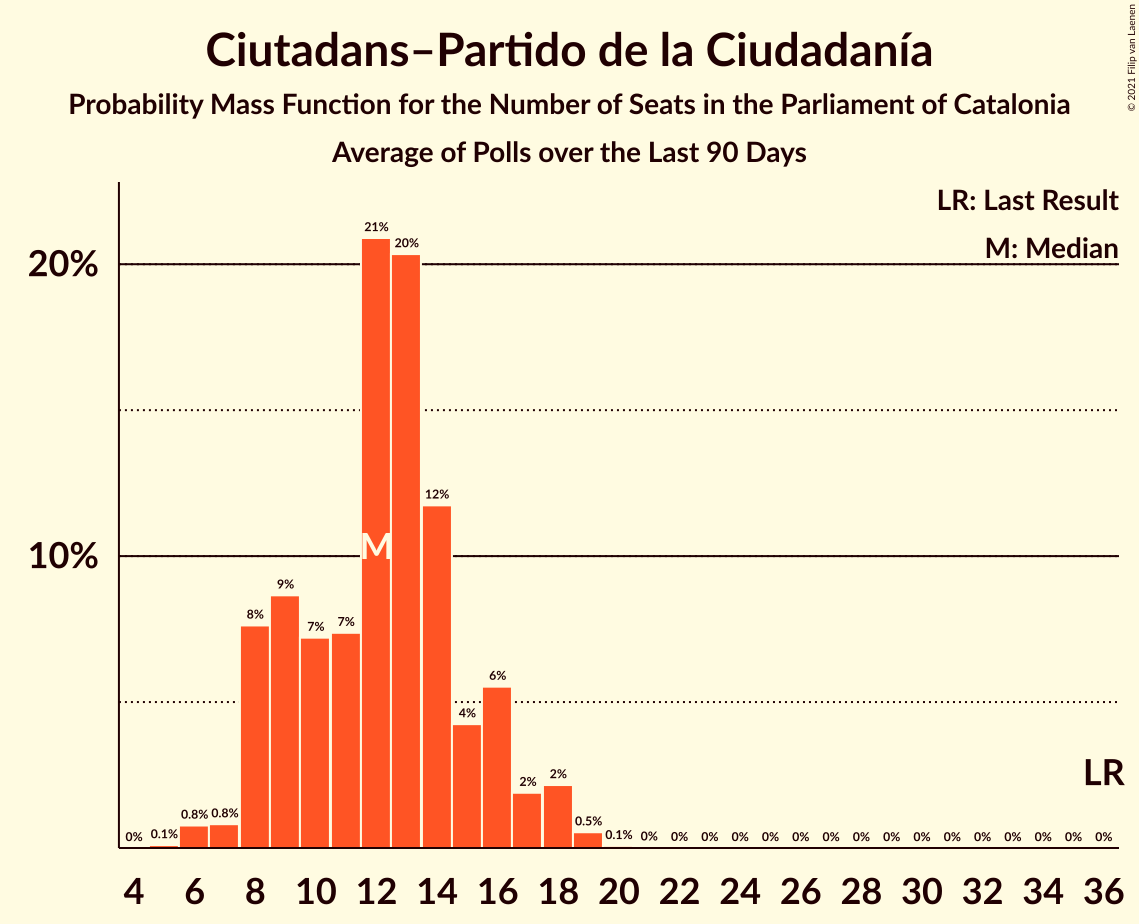 Ciutadans–Partido de la Ciudadanía
Probability Mass Function for the Number of Seats in the Parliament of Catalonia
Average of Polls over the Last 90 Days
© 2021 Filip van Laenen
LR: Last Result
M: Median
20%
10%
0% 0.1% 0.8% 0.8% 8% 9% 7% 7% 21% 20% 12% 4% 6% 2% 2% 0.5% 0.1% 0% 0% 0% 0% 0% 0% 0% 0% 0% 0% 0% 0% 0% 0% 0% 0%
M
LR
4 6 8 10 12 14 16 18 20 22 24 26 28 30 32 34 36